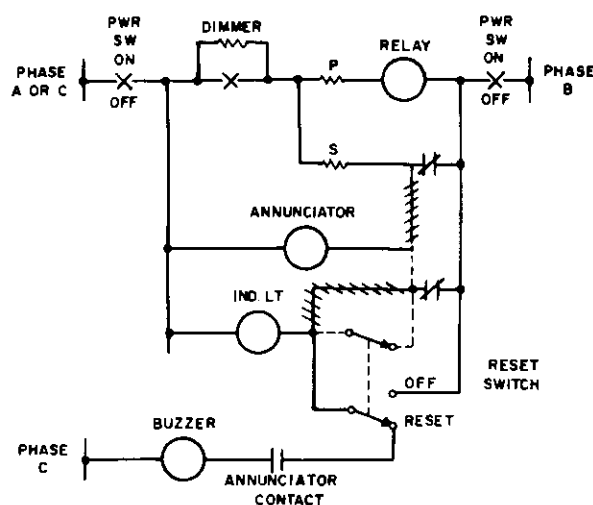 PWR
SW
ON
OFF
PHASE
A OR C
DIMMER
P
RELAY
PWR
SW
ON
OFF
PHASE
B
S
ANNUNCIATOR
IND. LT
OFF
RESET
SWITCH
RESET
BUZZER
PHASE
C
ANNUNCIATOR
CONTACT